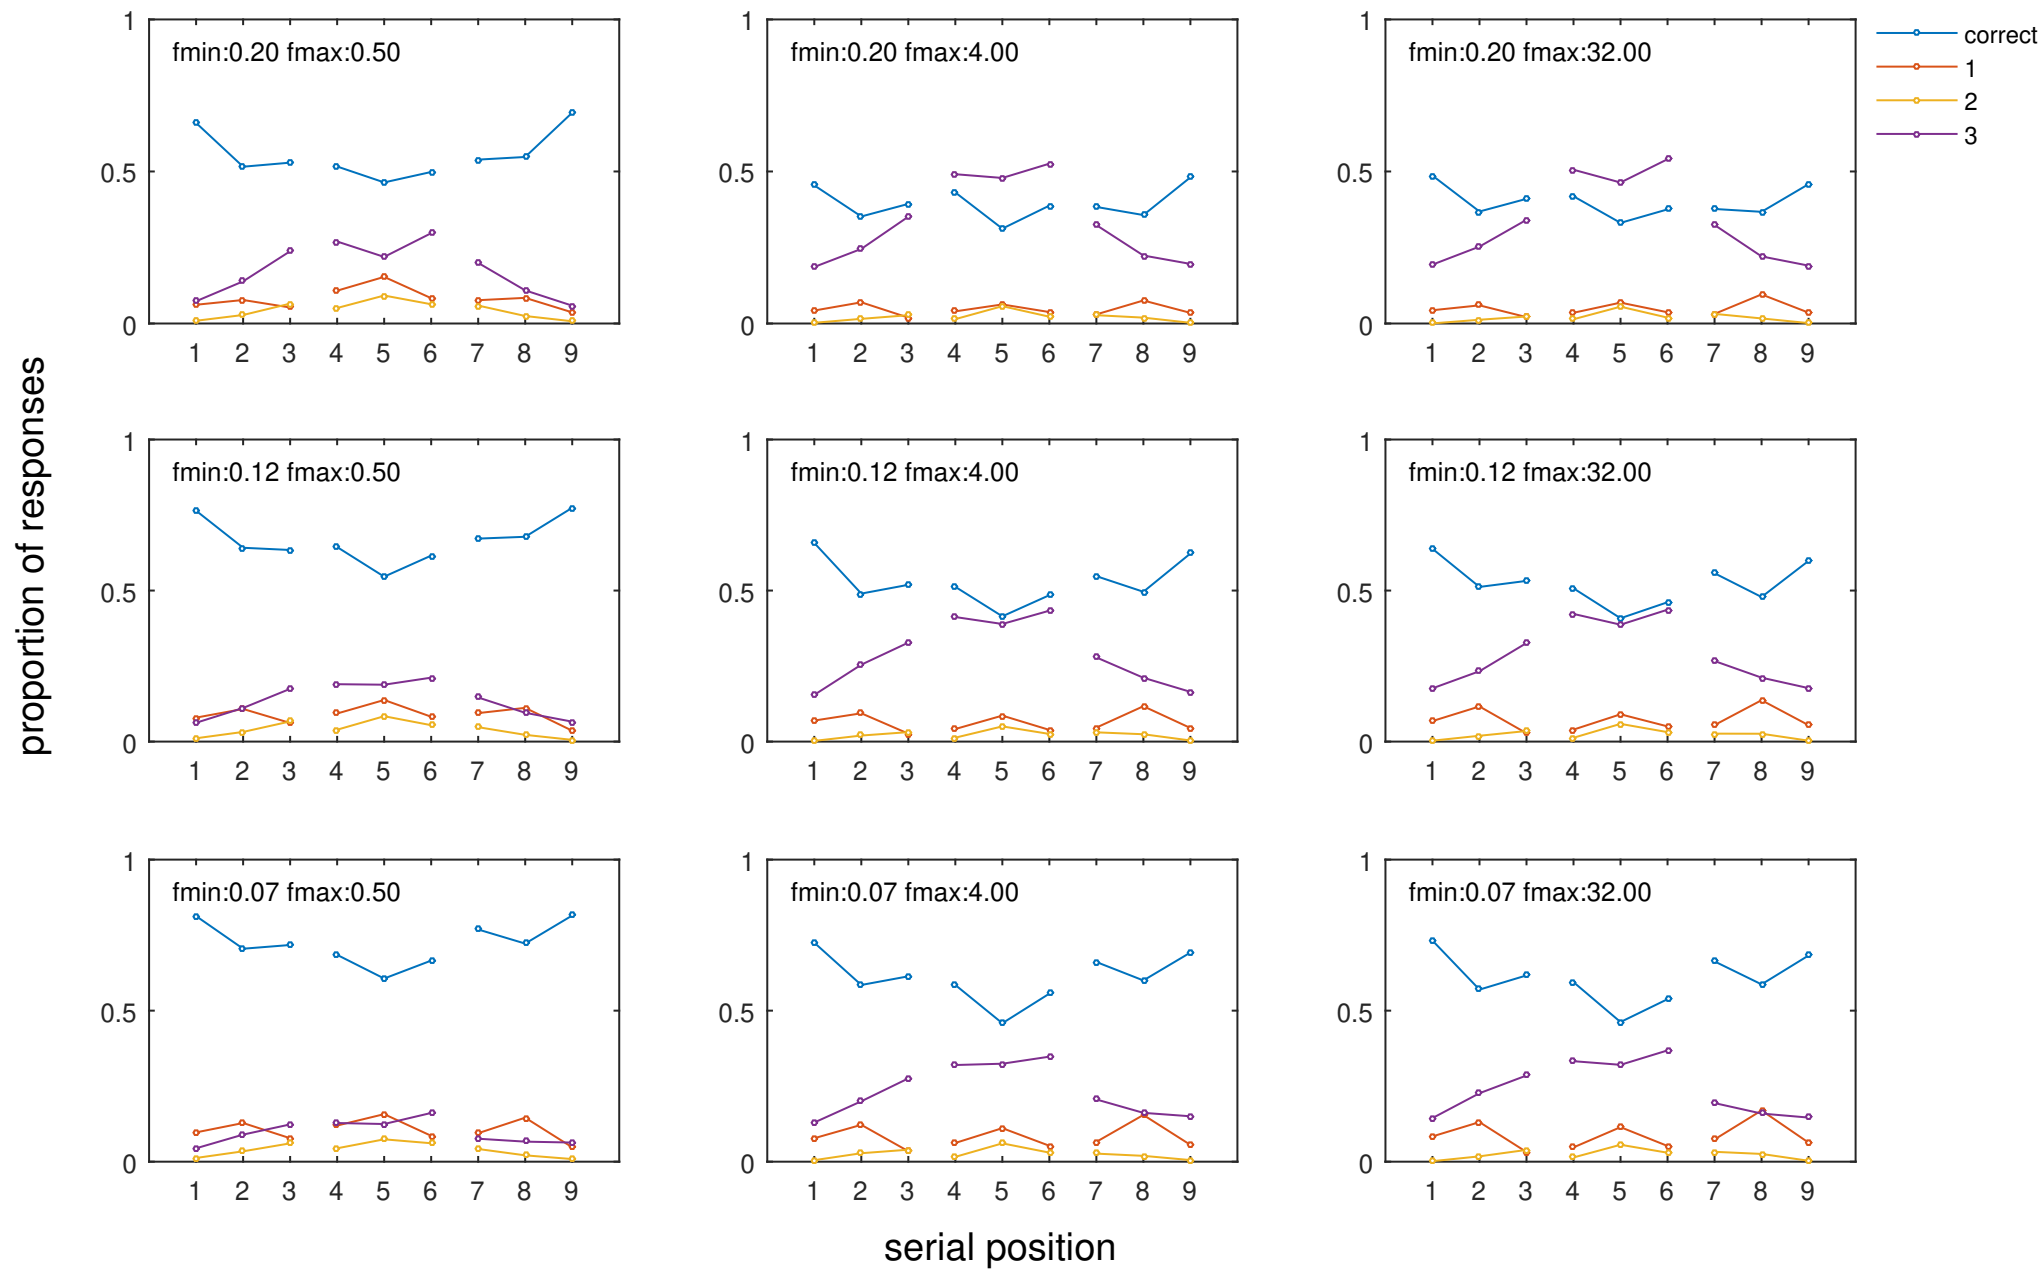 proportion of responses
1
fmin:0.20 fmax:0.50
0.5
0
1 2 3 4 5 6 7 8 9
1
fmin:0.20 fmax:4.00
0.5
0
1 2 3 4 5 6 7 8 9
1
fmin:0.20 fmax:32.00
0.5
0
1 2 3 4 5 6 7 8 9
correct
1
2
3
1
fmin:0.12 fmax:0.50
0.5
0
1 2 3 4 5 6 7 8 9
1
fmin:0.12 fmax:4.00
0.5
0
1 2 3 4 5 6 7 8 9
1
fmin:0.12 fmax:32.00
0.5
0
1 2 3 4 5 6 7 8 9
1
fmin:0.07 fmax:0.50
0.5
0
1 2 3 4 5 6 7 8 9
1
fmin:0.07 fmax:4.00
0.5
0
1 2 3 4 5 6 7 8 9
1
fmin:0.07 fmax:32.00
0.5
0
1 2 3 4 5 6 7 8 9
serial position